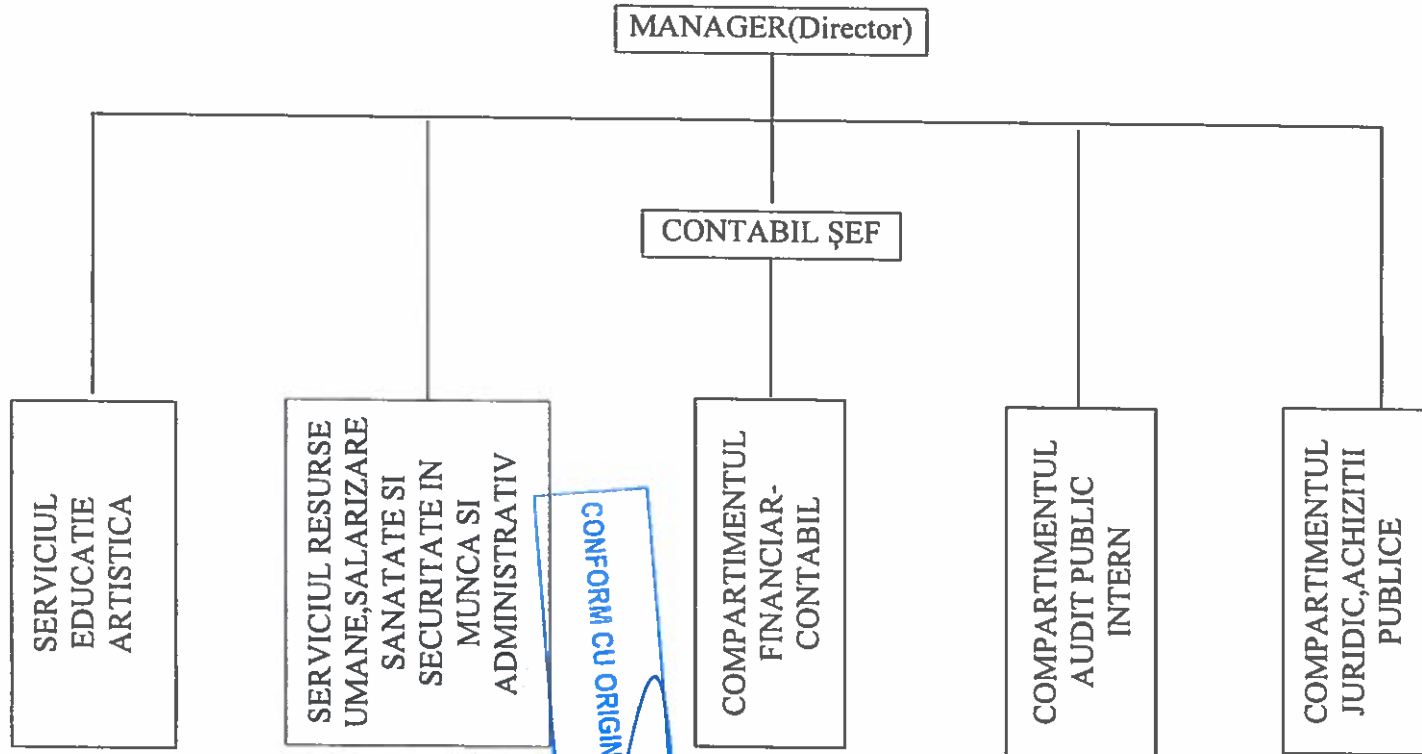 MANAGER(Director)
CONTABIL ŞEF
SERVICIUL
EDUCATIE
ARTISTICA
SERVICIUL RESURSE
UMANE,SALARIZARE
SANATATE SI
SECURITATE IN
MUNCA SI
ADMINISTRATIV
CONFORM CU ORIGIN
COMPARTIMENTUL
FINANCIAR-
CONTABIL
COMPARTIMENTUL
AUDIT PUBLIC
INTERN
COMPARTIMENTUL
JURIDIC,ACHIZITII
PUBLICE